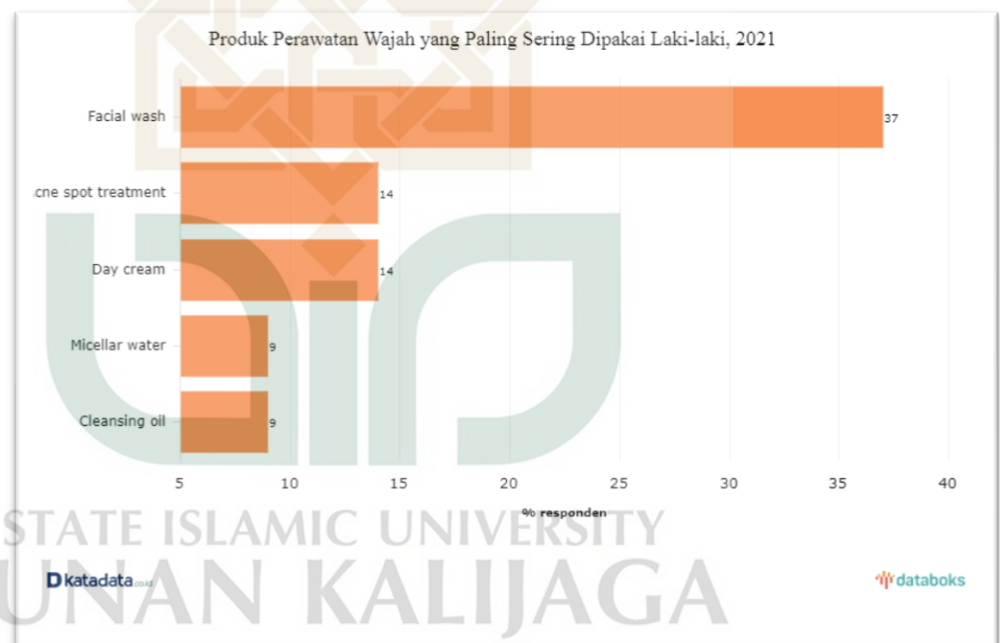 Produk Perawatan Wajah yang Paling Sering Dipakai Laki-laki, 2021
Facial wash
37
cne spot treatment
14
Day cream
14
Micellar water
9
Cleansing oil
9
5 10 15 20 25 30 35 40
% responden
STATE ISLAMIC UNIVERSITY
katadata.co.id
databoks
UNAN KALIJAGA